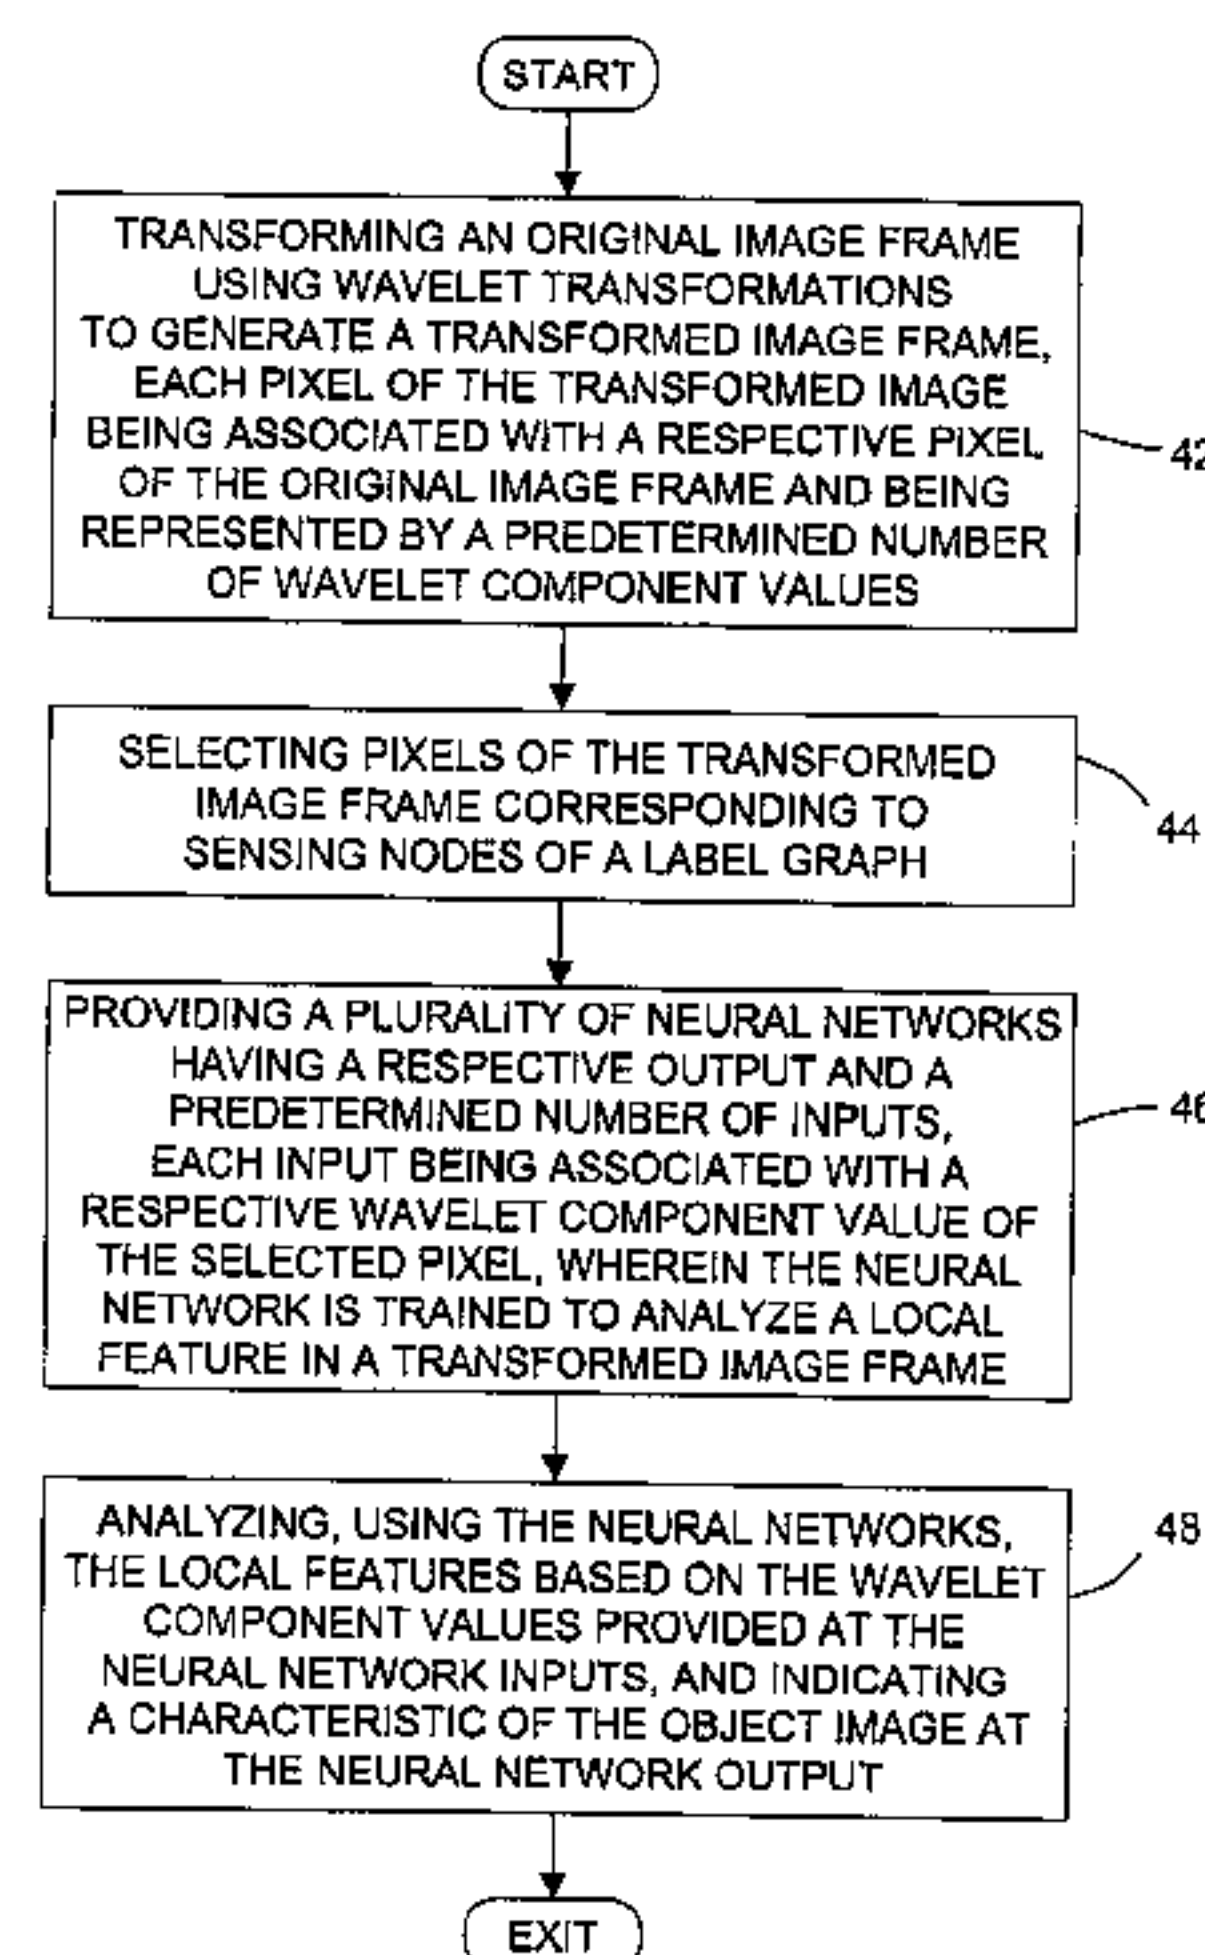 START
TRANSFORMING AN ORIGINAL IMAGE FRAME
USING WAVELET TRANSFORMATIONS
TO GENERATE A TRANSFORMED IMAGE FRAME,
EACH PIXEL OF THE TRANSFORMED IMAGE
BEING ASSOCIATED WITH A RESPECTIVE PIXEL
OF THE ORIGINAL IMAGE FRAME AND BEING
REPRESENTED BY A PREDETERMINED NUMBER
OF WAVELET COMPONENT VALUES
42
SELECTING PIXELS OF THE TRANSFORMED
IMAGE FRAME CORRESPONDING TO
SENSING NODES OF A LABEL GRAPH
44
PROVIDING A PLURALITY OF NEURAL NETWORKS
HAVING A RESPECTIVE OUTPUT AND A
PREDETERMINED NUMBER OF INPUTS,
EACH INPUT BEING ASSOCIATED WITH A
RESPECTIVE WAVELET COMPONENT VALUE OF
THE SELECTED PIXEL, WHEREIN THE NEURAL
NETWORK IS TRAINED TO ANALYZE A LOCAL
FEATURE IN A TRANSFORMED IMAGE FRAME
46
ANALYZING, USING THE NEURAL NETWORKS,
THE LOCAL FEATURES BASED ON THE WAVELET
COMPONENT VALUES PROVIDED AT THE
NEURAL NETWORK INPUTS, AND INDICATING
A CHARACTERISTIC OF THE OBJECT IMAGE AT
THE NEURAL NETWORK OUTPUT
48
EXIT